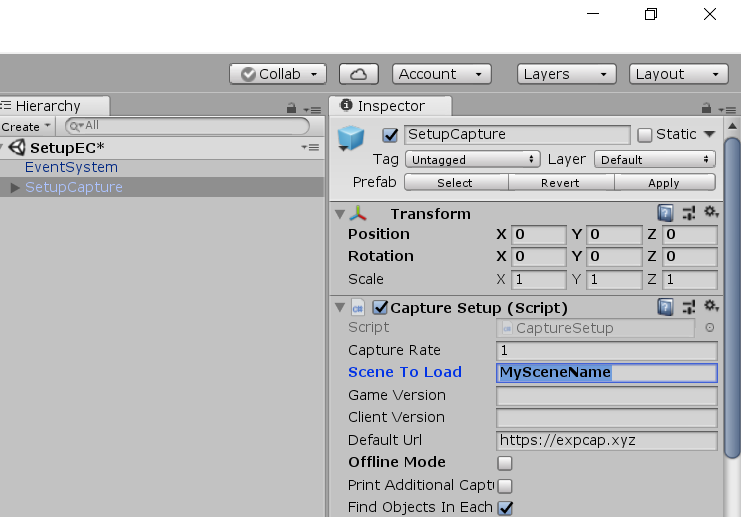 Collab Account Layers Layout
Hierarchy
Create All
SetupEC*
EventSystem
SetupCapture
Inspector
SetupCapture Static
Tag Untagged Layer Default
Prefab Select Revert Apply
Transform
Position X 0 Y 0 Z 0
Rotation X 0 Y 0 Z 0
Scale X 1 Y 1 Z 1
Capture Setup (Script)
Script CaptureSetup
Capture Rate 1
Scene To Load MySceneName
Game Version
Client Version
Default Url https://expcap.xyz
Offline Mode
Print Additional Capt
Find Objects In Each